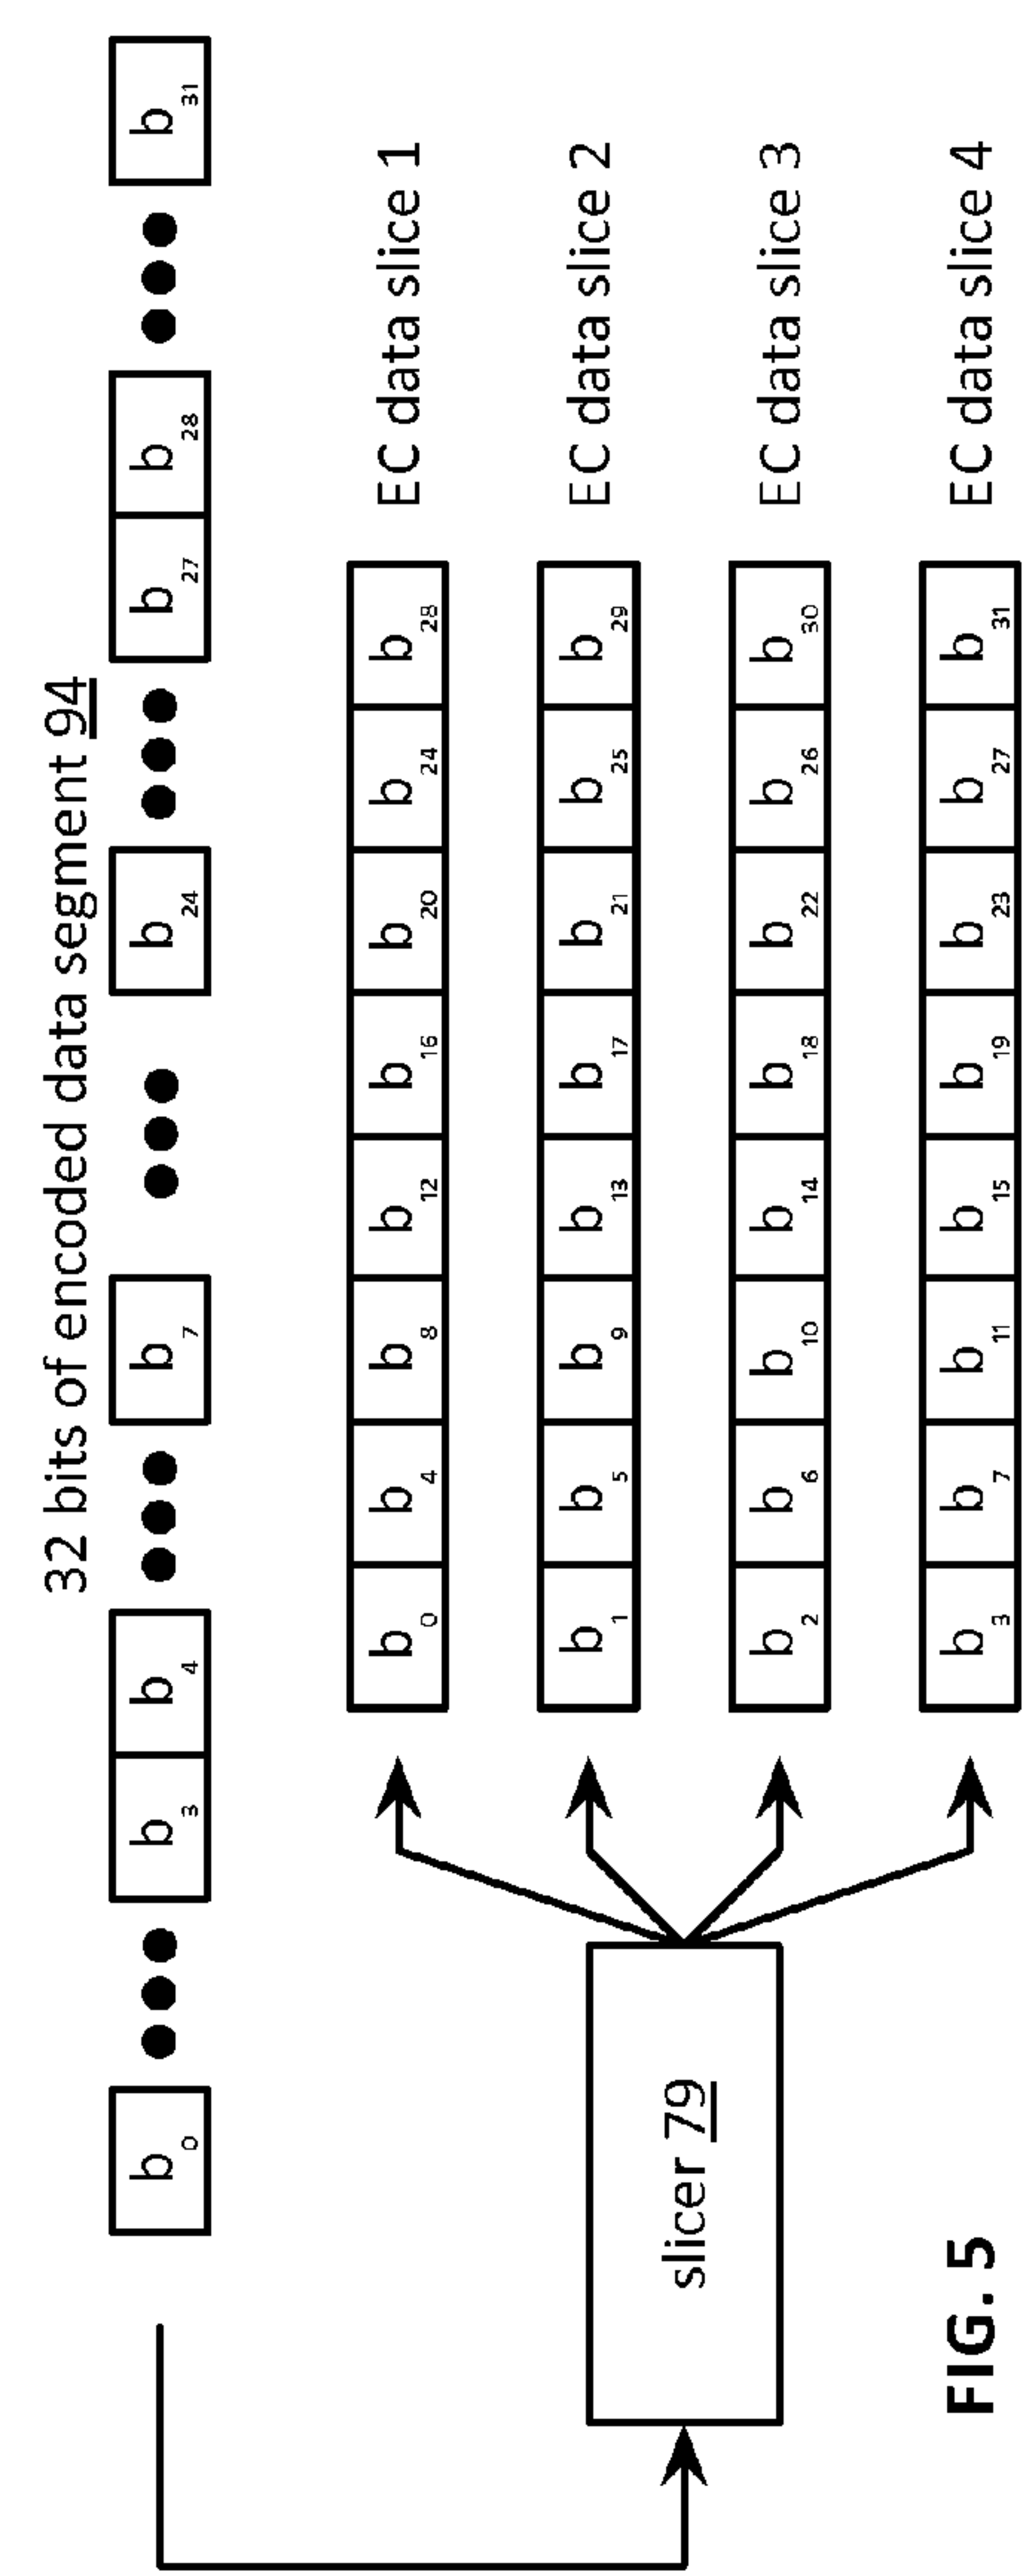 32 bits of encoded data segment 94
b0 ••• b3 b4 ••• b7 ••• b24 ••• b27 b28 ••• b31
b0 b4 b8 b12 b16 b20 b24 b28 EC data slice 1
b1 b5 b9 b13 b17 b21 b25 b29 EC data slice 2
slicer 79
b2 b6 b10 b14 b18 b22 b26 b30 EC data slice 3
b3 b7 b11 b15 b19 b23 b27 b31 EC data slice 4
FIG. 5